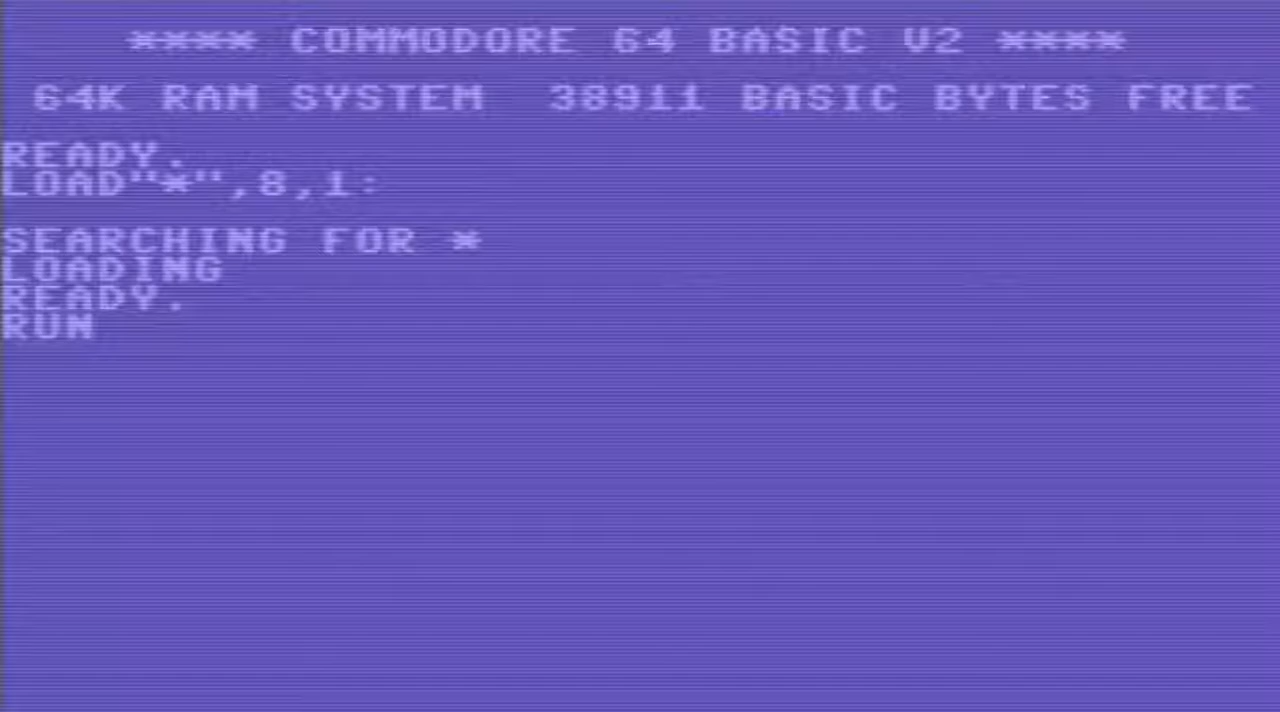 **** COMMODORE 64 BASIC V2 ****
64K RAM SYSTEM  38911 BASIC BYTES FREE
READY.
LOAD"*",8,1:
SEARCHING FOR *
LOADING
READY.
RUN